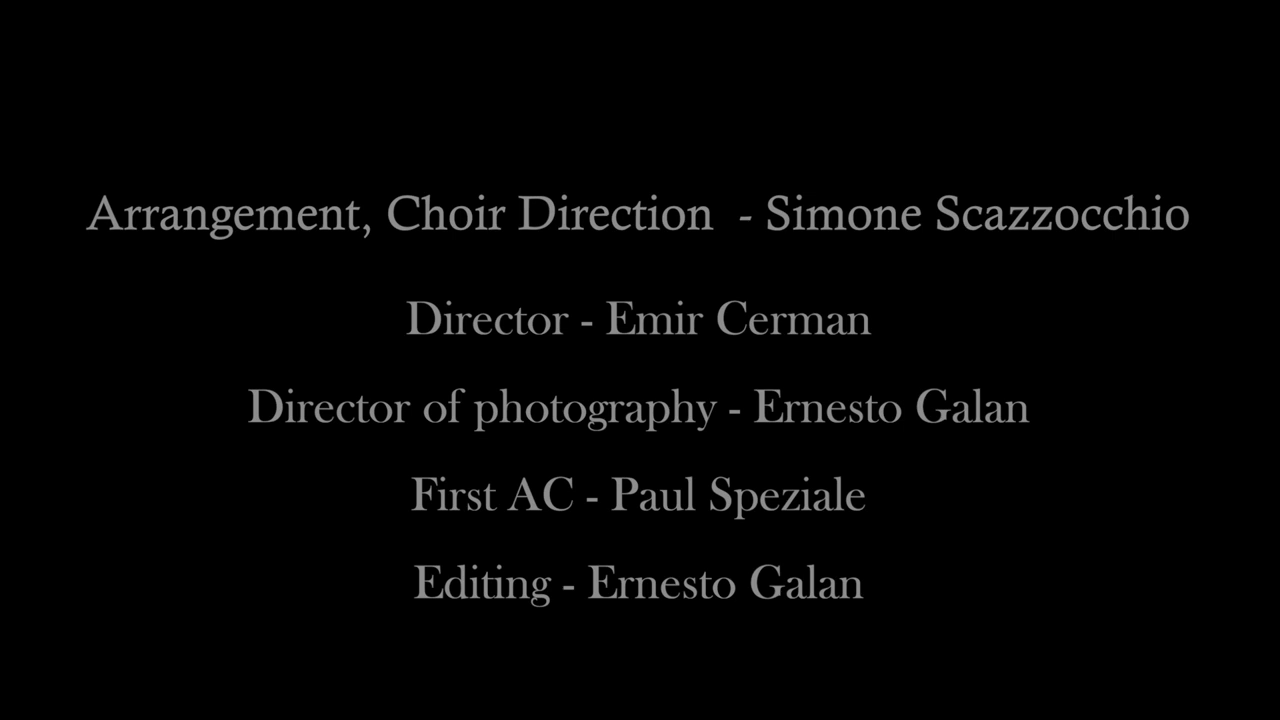 Arrangement, Choir Direction  - Simone Scazzocchio
Director - Emir Cerman
Director of photography - Ernesto Galan
First AC - Paul Speziale
Editing - Ernesto Galan